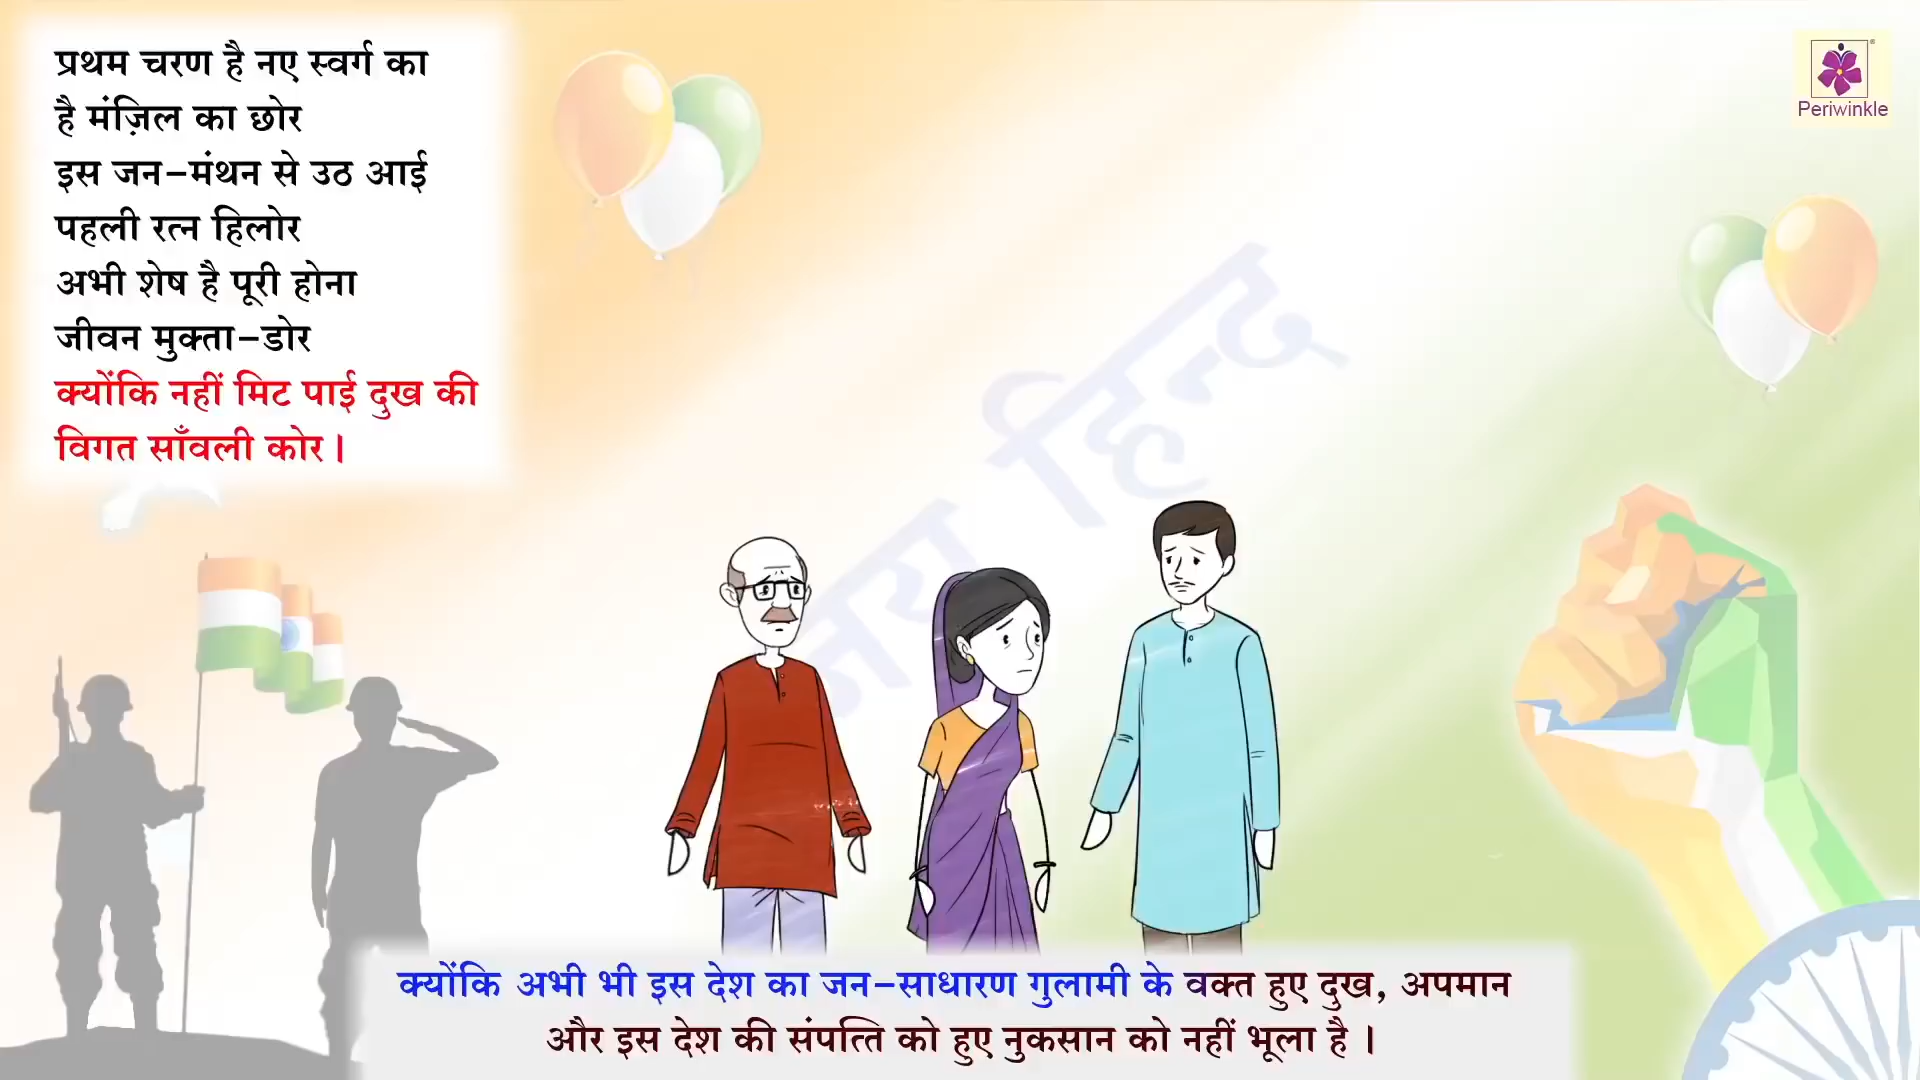 प्रथम चरण है नए स्वर्ग का
है मंज़िल का छोर
इस जन-मंथन से उठ आई
पहली रत्न हिलोर
अभी शेष है पूरी होना
जीवन मुक्ता-डोर
क्योंकि नहीं मिट पाई दुख की
विगत साँवली कोर।
Periwinkle
जय हिन्द
क्योंकि अभी भी इस देश का जन-साधारण गुलामी के वक्त हुए दुख, अपमान
और इस देश की संपत्ति को हुए नुकसान को नहीं भूला है ।